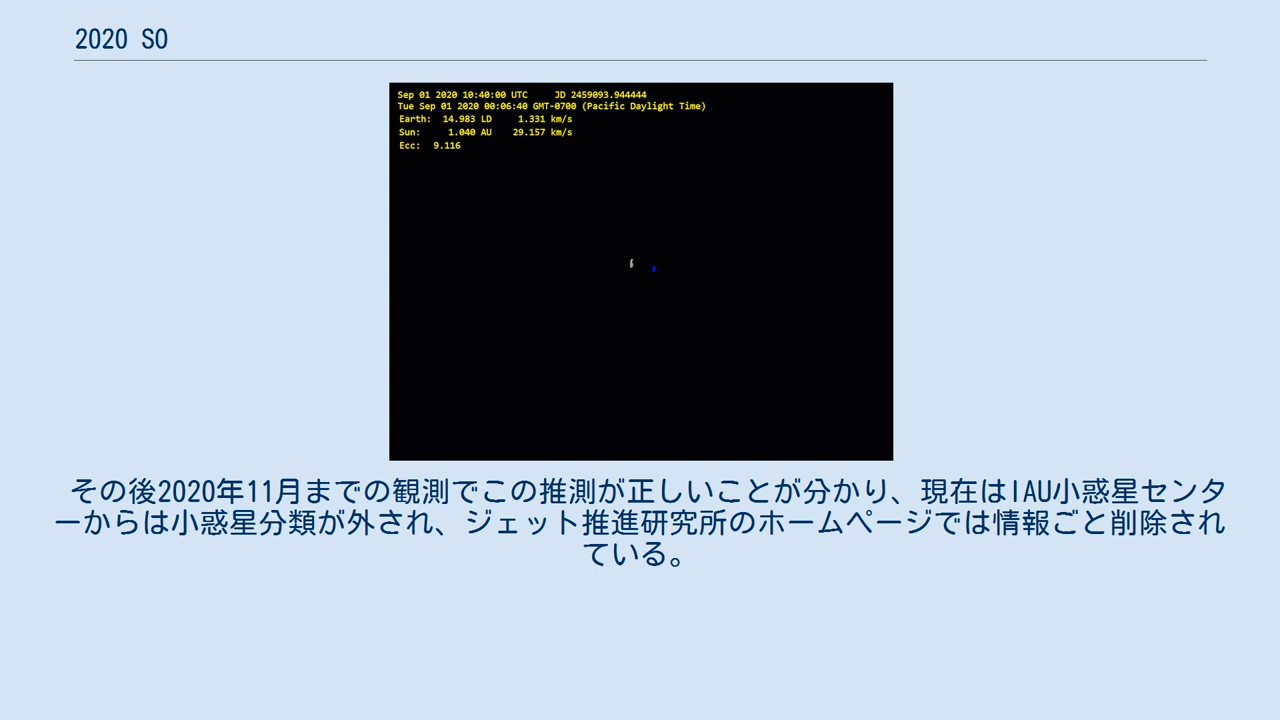 2020 SO
Sep 01 2020 10:40:00 UTC JD 2459093.944444
Tue Sep 01 2020 00:06:40 GMT-0700 (Pacific Daylight Time)
Earth: 14.983 LD 1.331 km/s
Sun: 1.040 AU 29.157 km/s
Ecc: 9.116
その後2020年11月までの観測でこの推測が正しいことが分かり、現在はIAU小惑星センタ
ーからは小惑星分類が外され、ジェット推進研究所のホームページでは情報ごと削除され
ている。